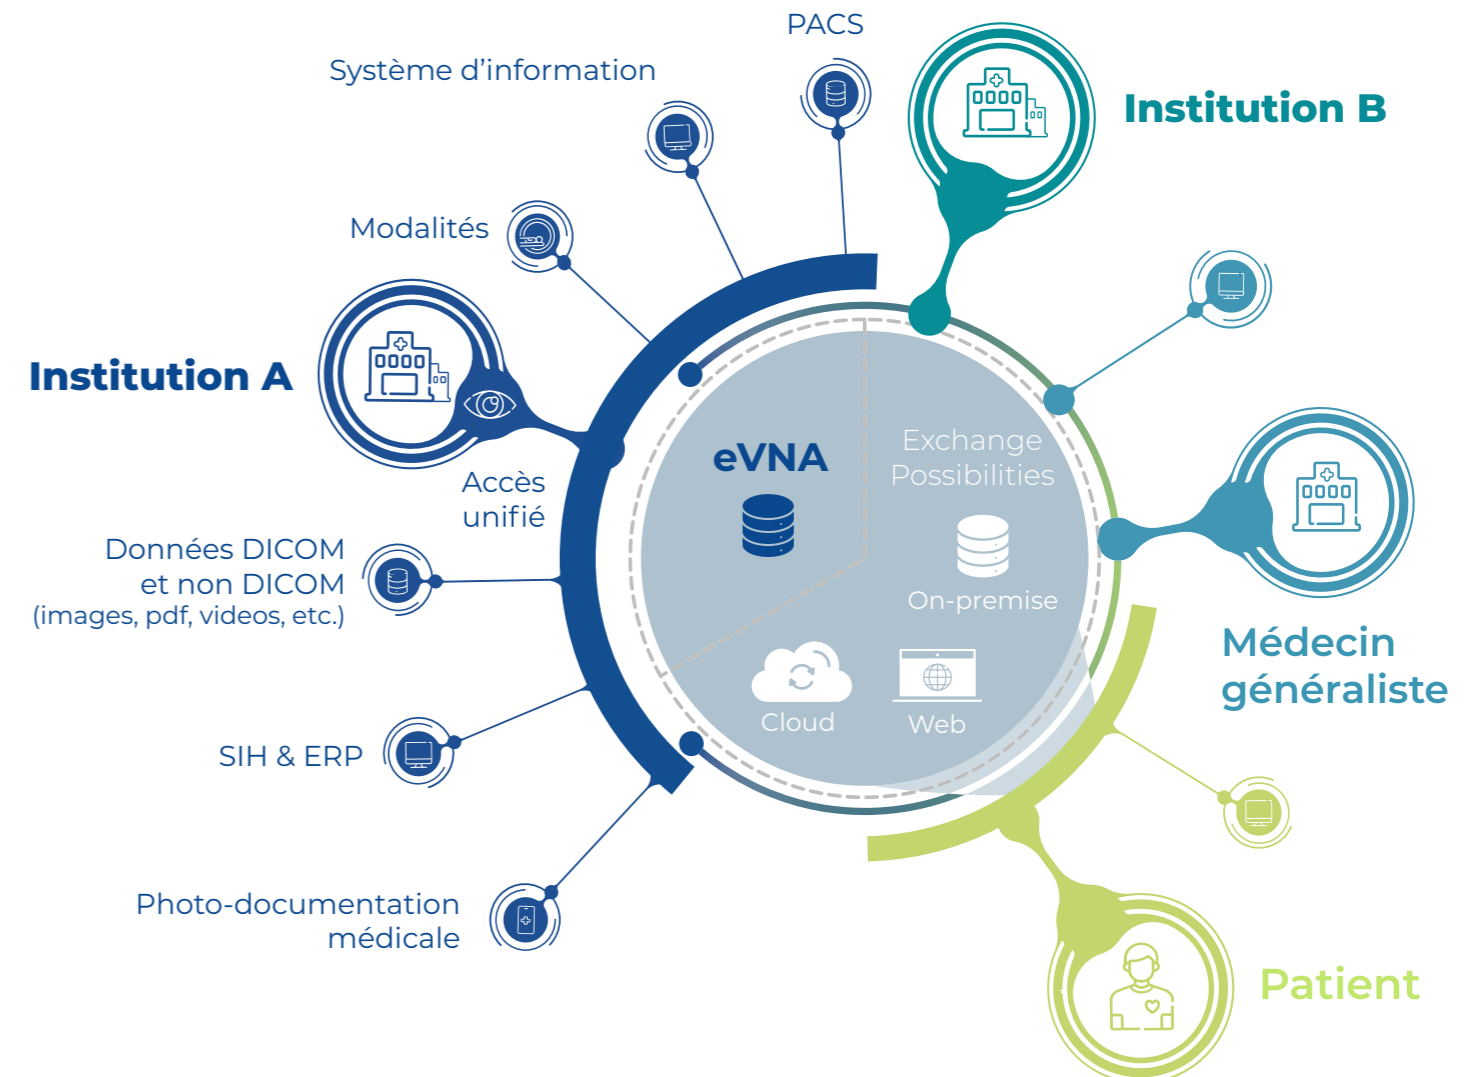 PACS
Système d’information
Institution B
Modalités
Institution A
Accès
unifié
eVNA
Exchange
Possibilities
On-premise
Données DICOM
et non DICOM
(images, pdf, videos, etc.)
Cloud
Web
Médecin
généraliste
SIH & ERP
Photo-documentation
médicale
Patient